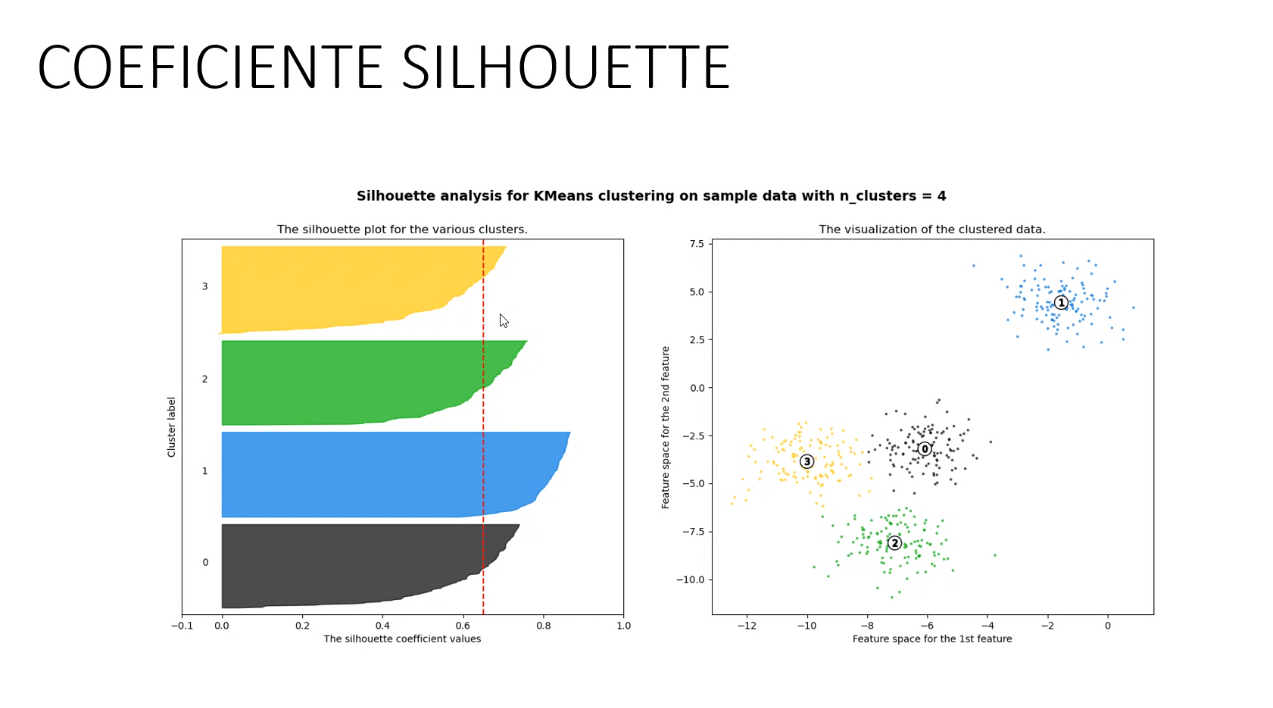 COEFICIENTE SILHOUETTE
Silhouette analysis for KMeans clustering on sample data with n_clusters = 4
The silhouette plot for the various clusters.
3
2
1
0
Cluster label
−0.1 0.0 0.2 0.4 0.6 0.8 1.0
The silhouette coefficient values
The visualization of the clustered data.
7.5
5.0
2.5
0.0
−2.5
−5.0
−7.5
−10.0
Feature space for the 2nd feature
1
0
3
2
−12 −10 −8 −6 −4 −2 0
Feature space for the 1st feature